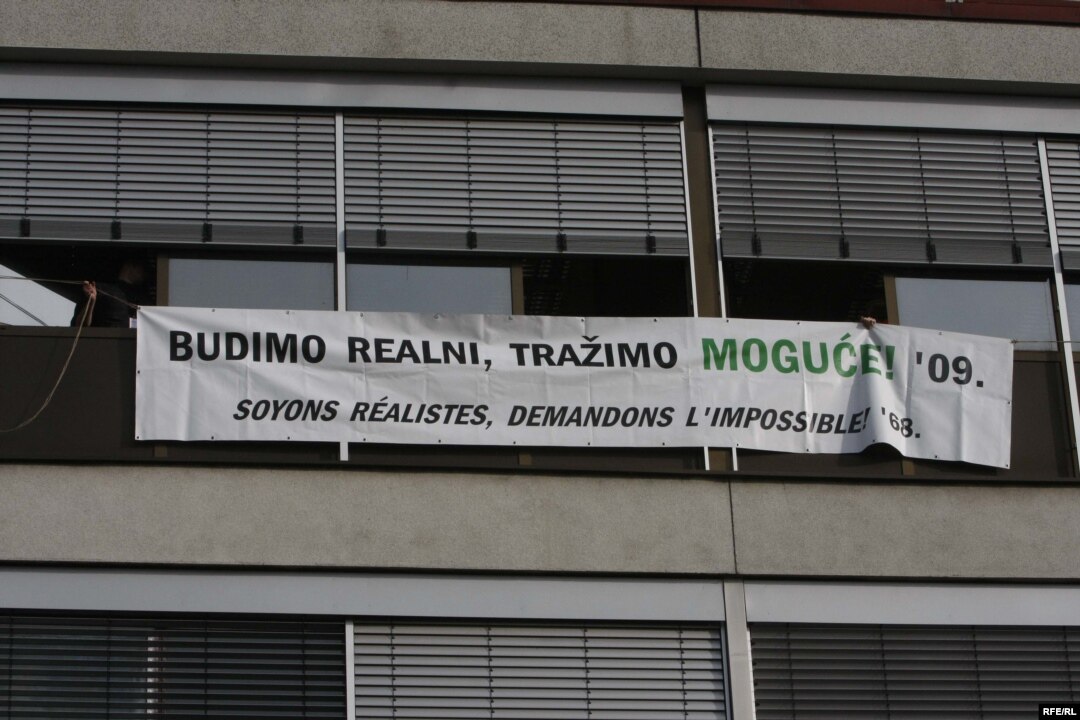 BUDIMO REALNI, TRAŽIMO MOGUĆE! '09.
SOYONS RÉALISTES, DEMANDONS L'IMPOSSIBLE! '68.
RFE/RL